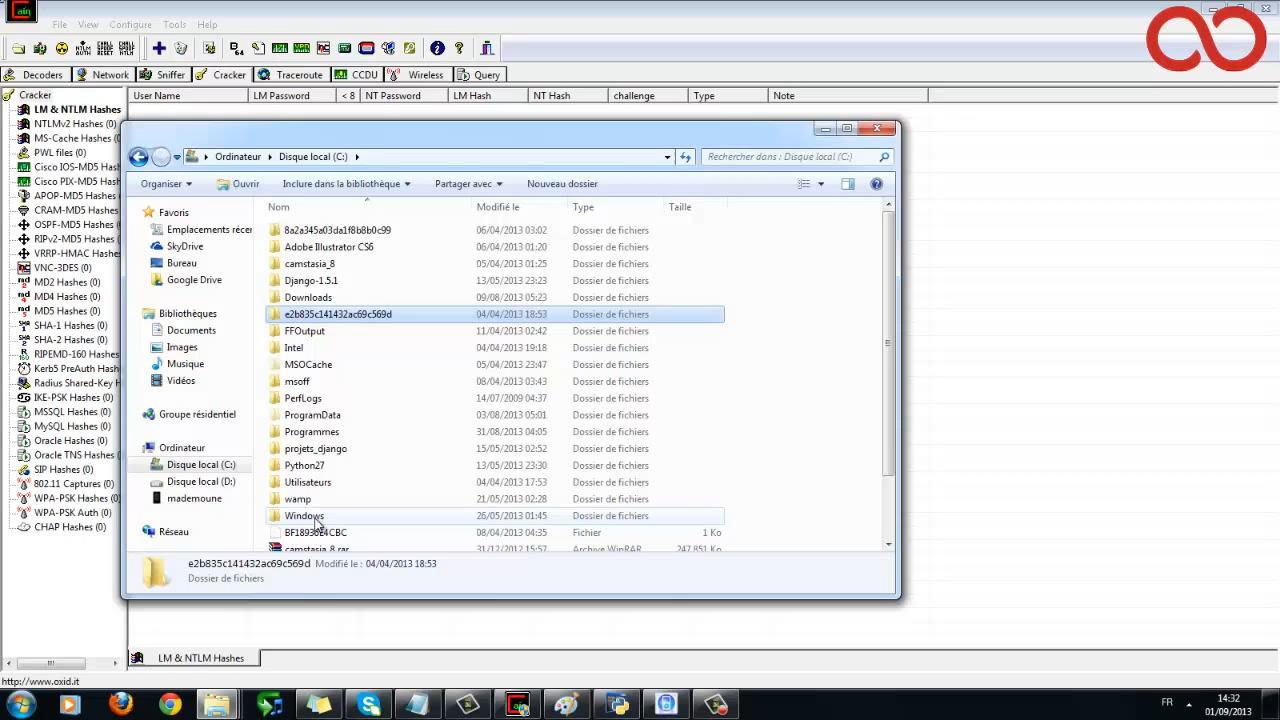 Cain
File View Configure Tools Help
Decoders Network Sniffer Cracker Traceroute CCDU Wireless Query
Cracker
User Name LM Password < 8 NT Password LM Hash NT Hash challenge Type Note
LM & NTLM Hashes
NTLMv2 Hashes (0)
MS-Cache Hashes (0)
PWL files (0)
Cisco IOS-MD5 Hash
Cisco PIX-MD5 Hash
APOP-MD5 Hashes (
CRAM-MD5 Hashes
OSPF-MD5 Hashes (
RIPv2-MD5 Hashes (
VRRP-HMAC Hashes
VNC-3DES (0)
MD2 Hashes (0)
MD4 Hashes (0)
MD5 Hashes (0)
SHA-1 Hashes (0)
SHA-2 Hashes (0)
RIPEMD-160 Hashes
Kerb5 PreAuth Hashes
Radius Shared-Key H
IKE-PSK Hashes (0)
MSSQL Hashes (0)
MySQL Hashes (0)
Oracle Hashes (0)
Oracle TNS Hashes (0
SIP Hashes (0)
802.11 Captures (0)
WPA-PSK Hashes (0)
WPA-PSK Auth (0)
CHAP Hashes (0)
Ordinateur Disque local (C:)
Rechercher dans : Disque local (C:)
Organiser Ouvrir Inclure dans la bibliothèque Partager avec Nouveau dossier
Favoris
Emplacements récen
SkyDrive
Bureau
Google Drive
Bibliothèques
Documents
Images
Musique
Vidéos
Groupe résidentiel
Ordinateur
Disque local (C:)
Disque local (D:)
mademoune
Réseau
Nom Modifié le Type Taille
8a2a345a03da1f8b8b0c99 06/04/2013 03:02 Dossier de fichiers
Adobe Illustrator CS6 06/04/2013 01:20 Dossier de fichiers
camstasia_8 05/04/2013 01:25 Dossier de fichiers
Django-1.5.1 13/05/2013 23:23 Dossier de fichiers
Downloads 09/08/2013 05:23 Dossier de fichiers
e2b835c141432ac69c569d 04/04/2013 18:53 Dossier de fichiers
FFOutput 11/04/2013 02:42 Dossier de fichiers
Intel 04/04/2013 19:18 Dossier de fichiers
MSOCache 05/04/2013 23:47 Dossier de fichiers
msoff 08/04/2013 03:43 Dossier de fichiers
PerfLogs 14/07/2009 04:37 Dossier de fichiers
ProgramData 03/08/2013 05:01 Dossier de fichiers
Programmes 31/08/2013 04:05 Dossier de fichiers
projets_django 15/05/2013 02:52 Dossier de fichiers
Python27 13/05/2013 23:30 Dossier de fichiers
Utilisateurs 04/04/2013 17:53 Dossier de fichiers
wamp 21/05/2013 02:28 Dossier de fichiers
Windows 26/05/2013 01:45 Dossier de fichiers
08/04/2013 04:35 Fichier 1 Ko
camstasia_8.rar 31/12/2012 15:57 Archive WinRAR 247 851 Ko
e2b835c141432ac69c569d Modifié le : 04/04/2013 18:53
Dossier de fichiers
LM & NTLM Hashes
http://www.oxid.it
FR
14:32
01/09/2013